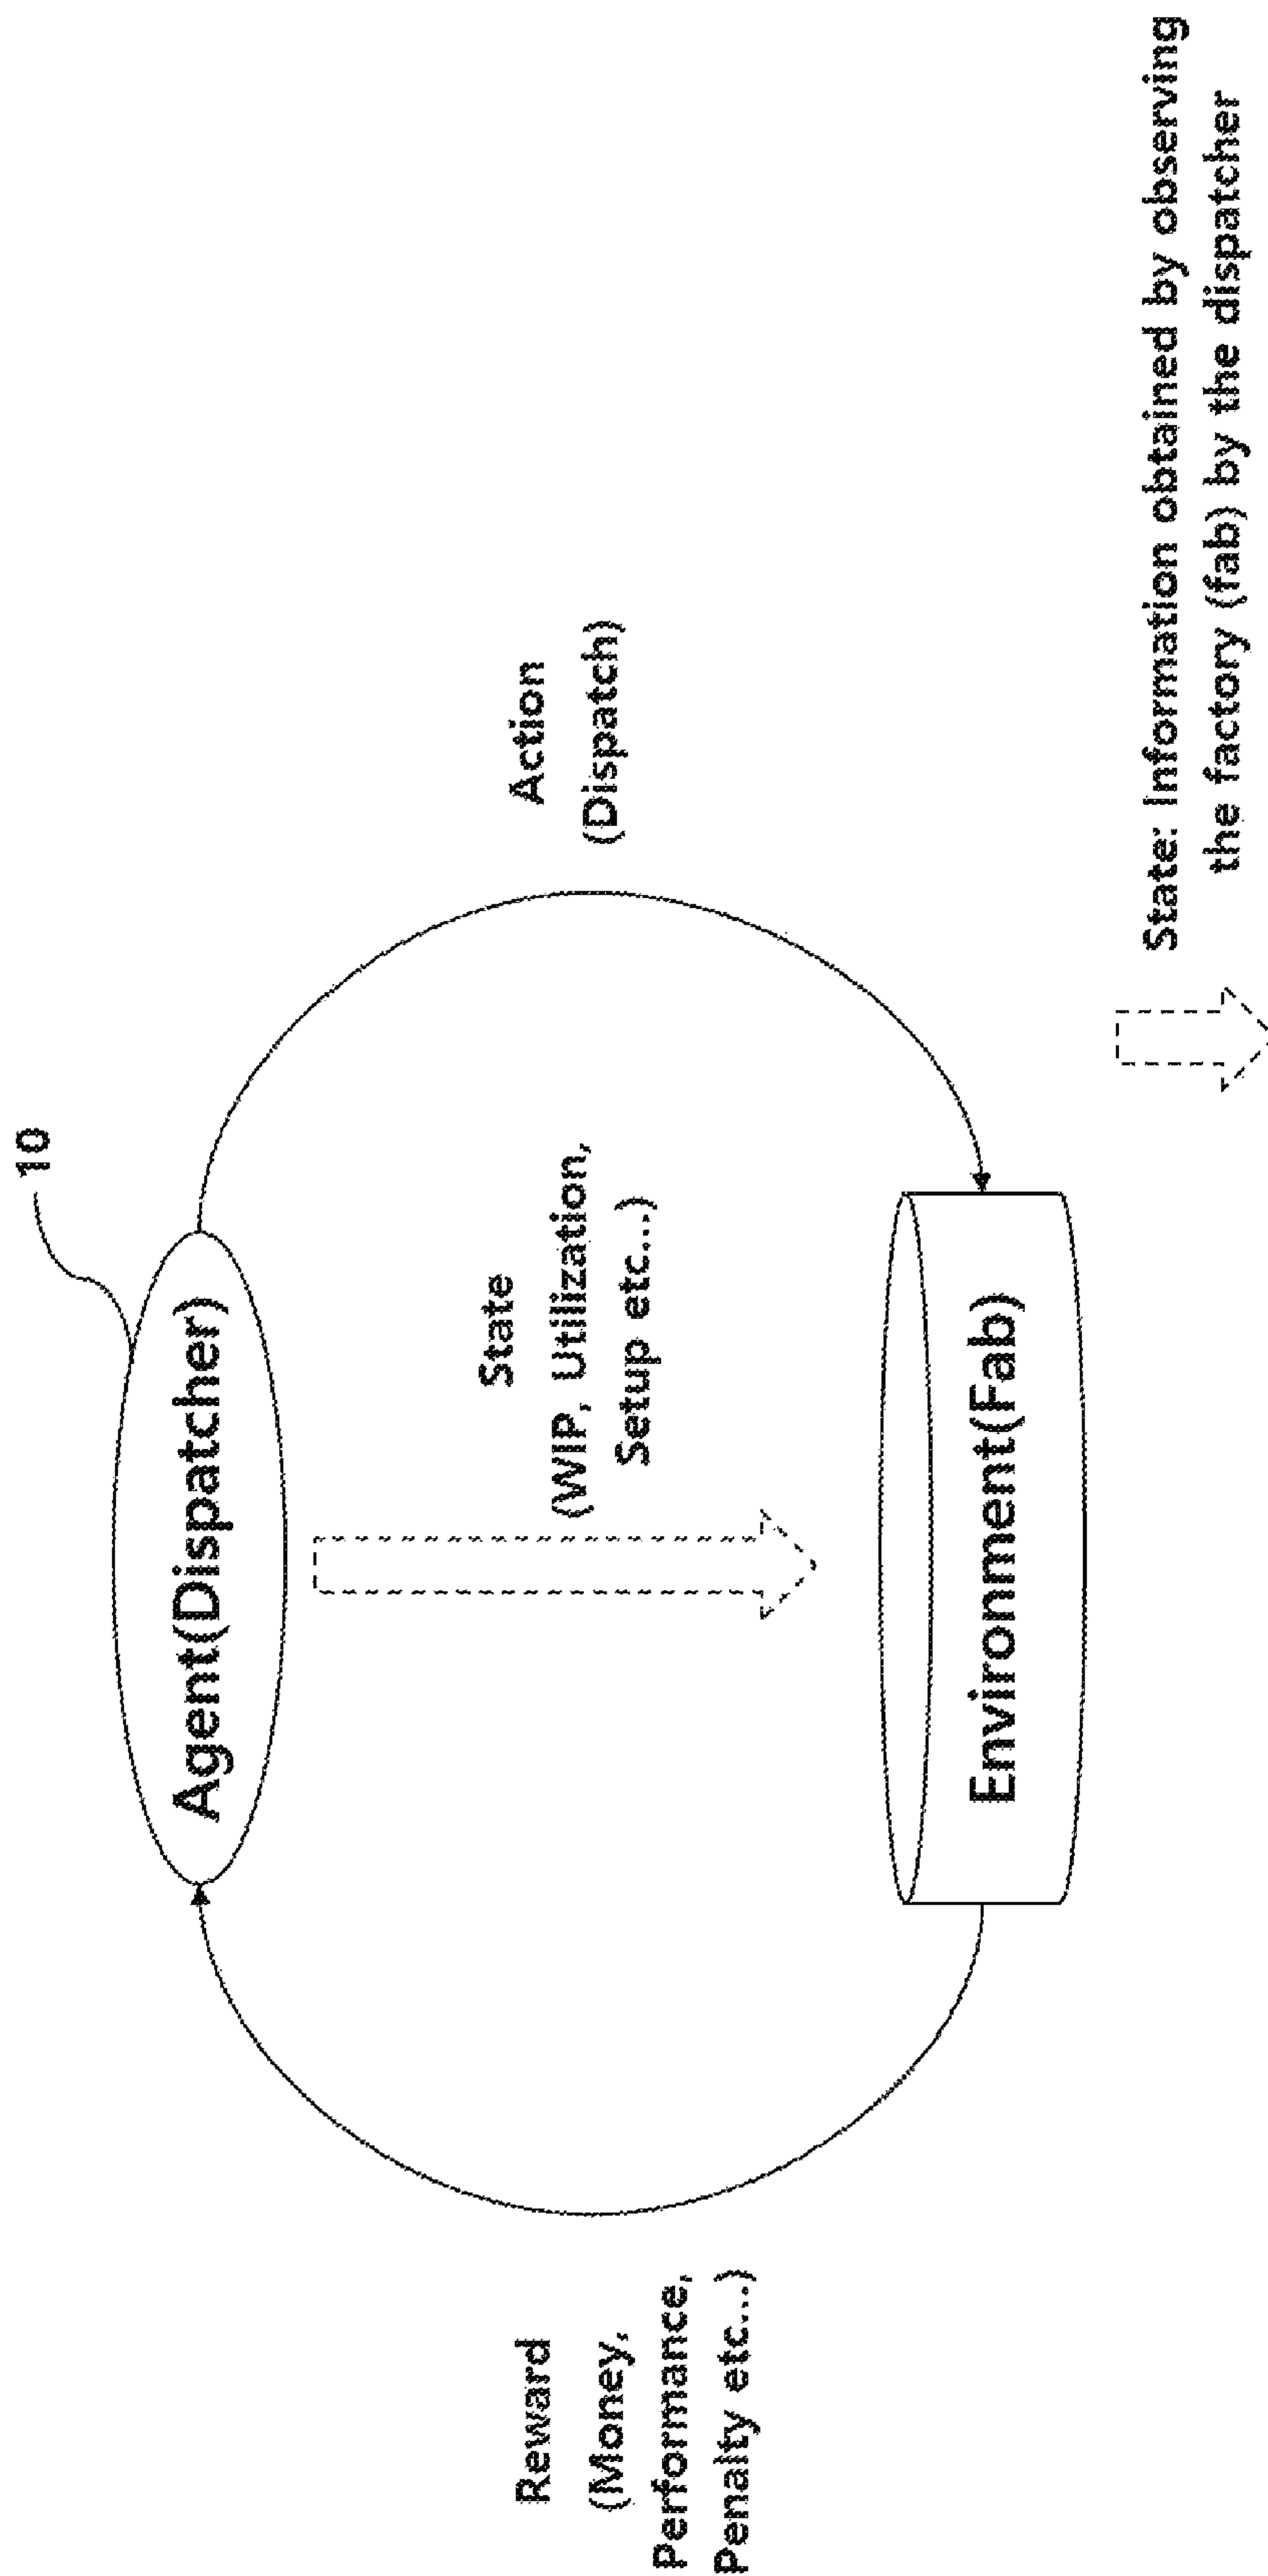 10
Agent(Dispatcher)
Reward
(Money,
Performance,
Penalty etc...)
State
(WIP, Utilization,
Setup etc...)
Action
(Dispatch)
Environment(Fab)
State: Information obtained by observing
the factory (fab) by the dispatcher